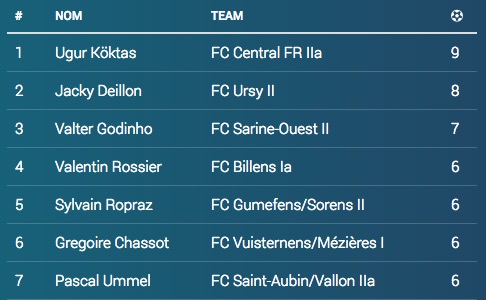 # NOM TEAM
1 Ugur Köktas FC Central FR IIa 9
2 Jacky Deillon FC Ursy II 8
3 Valter Godinho FC Sarine-Ouest II 7
4 Valentin Rossier FC Billens Ia 6
5 Sylvain Ropraz FC Gumefens/Sorens II 6
6 Gregoire Chassot FC Vuisternens/Mézières I 6
7 Pascal Ummel FC Saint-Aubin/Vallon IIa 6